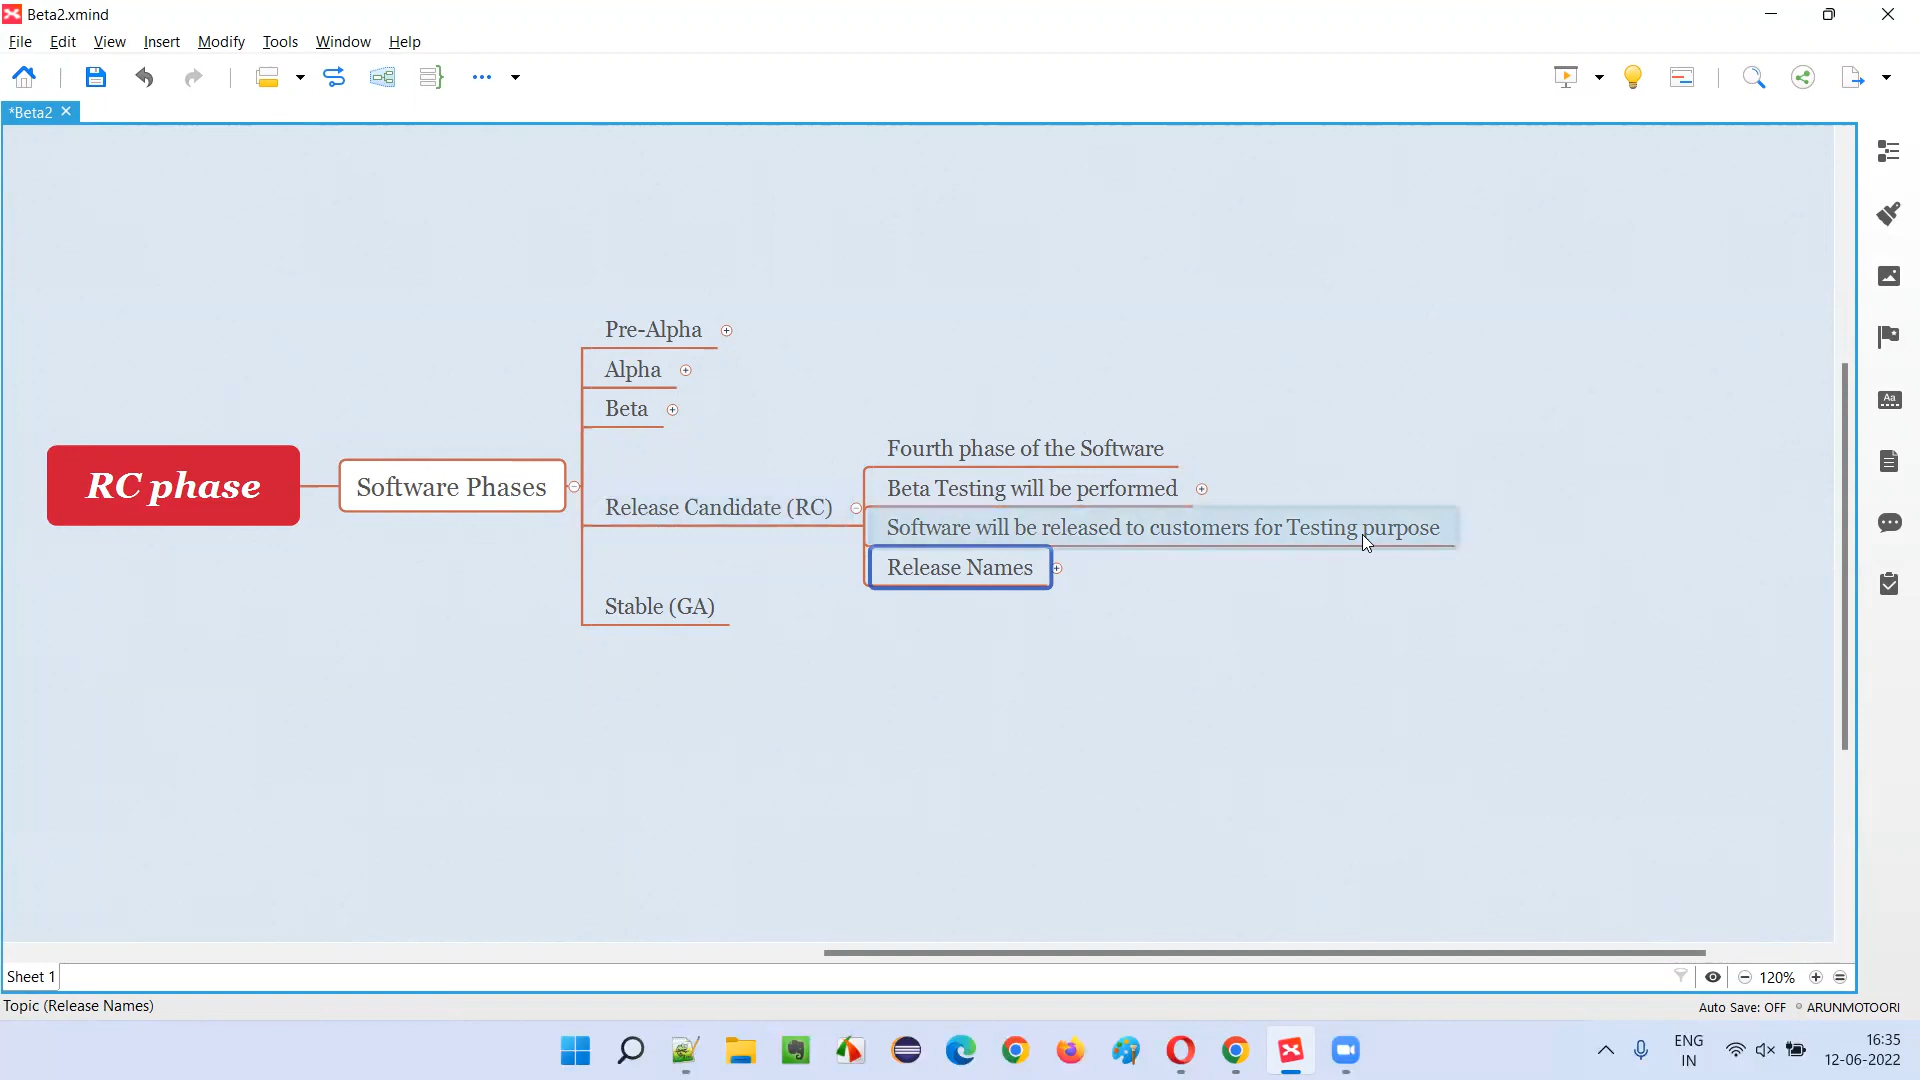 Beta2.xmind
File Edit View Insert Modify Tools Window Help
*Beta2
Pre-Alpha
Alpha
Beta
Fourth phase of the Software
RC phase
Software Phases
Beta Testing will be performed
Release Candidate (RC)
Software will be released to customers for Testing purpose
Release Names
Stable (GA)
Sheet 1
120%
Topic (Release Names)
Auto Save: OFF
ARUNMOTOORI
ENG
IN
16:35
12-06-2022